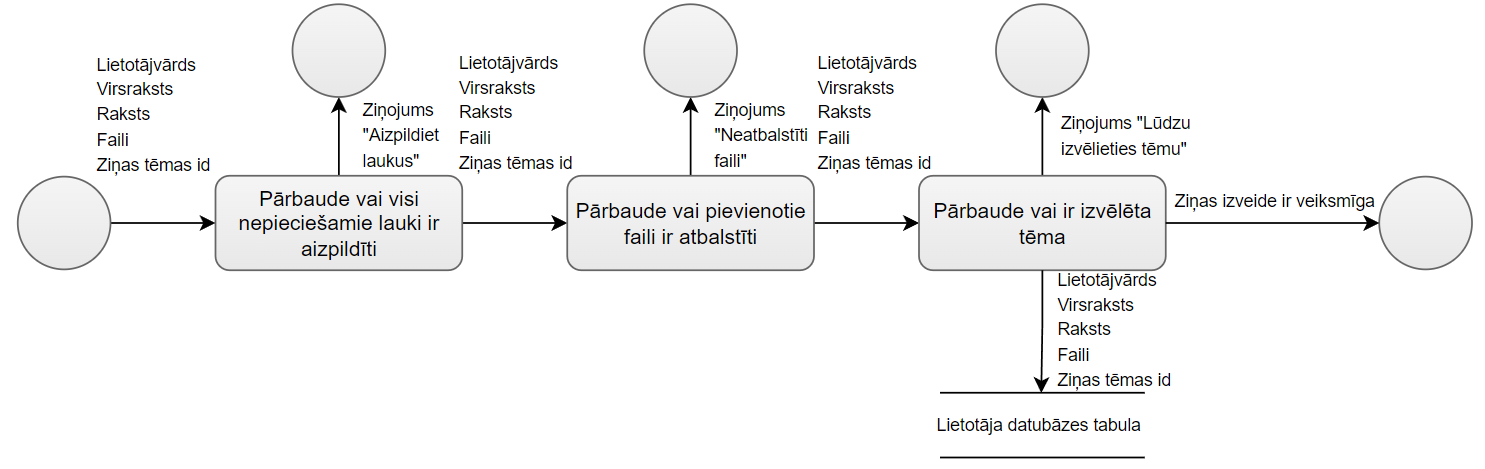 Lietotājvārds
Virsraksts
Raksts
Faili
Ziņas tēmas id
Ziņojums
"Aizpildiet
laukus"
Lietotājvārds
Virsraksts
Raksts
Faili
Ziņas tēmas id
Ziņojums
"Neatbalstīti
faili"
Lietotājvārds
Virsraksts
Raksts
Faili
Ziņas tēmas id
Ziņojums "Lūdzu
izvēlieties tēmu"
Pārbaude vai visi
nepieciešamie lauki ir
aizpildīti
Pārbaude vai pievienotie
faili ir atbalstīti
Pārbaude vai ir izvēlēta
tēma
Ziņas izveide ir veiksmīga
Lietotājvārds
Virsraksts
Raksts
Faili
Ziņas tēmas id
Lietotāja datubāzes tabula